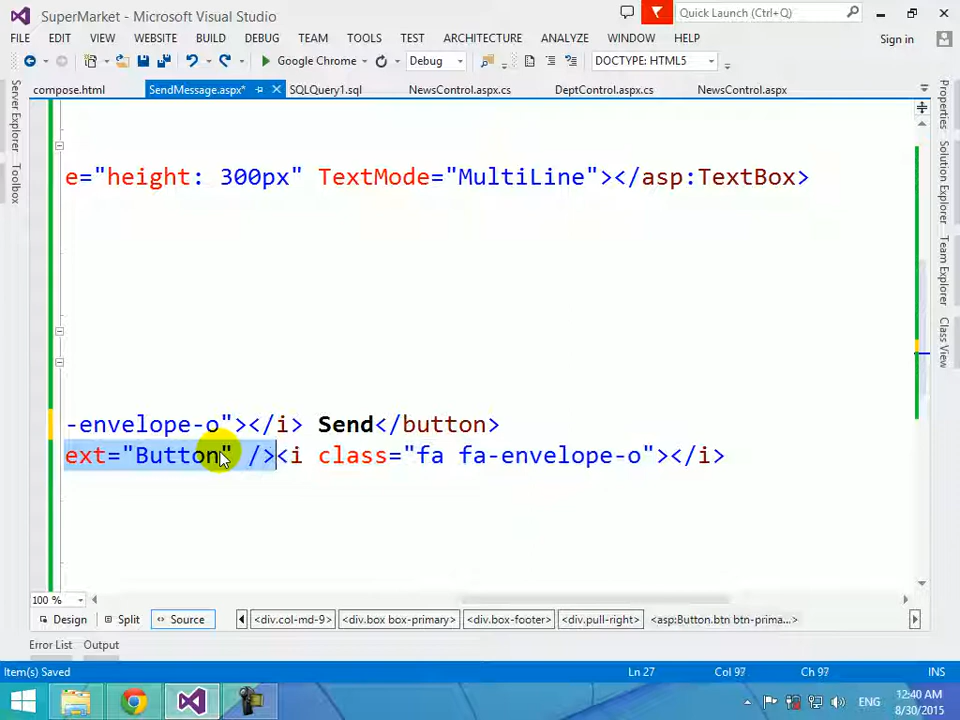 SuperMarket - Microsoft Visual Studio
Quick Launch (Ctrl+Q)
FILE EDIT VIEW WEBSITE BUILD DEBUG TEAM TOOLS TEST ARCHITECTURE ANALYZE WINDOW HELP
Sign in
Google Chrome Debug DOCTYPE: HTML5
compose.html SendMessage.aspx* SQLQuery1.sql NewsControl.aspx.cs DeptControl.aspx.cs NewsControl.aspx
Server Explorer
Toolbox
Properties
Solution Explorer
Team Explorer
Class View
e="height: 300px" TextMode="MultiLine"></asp:TextBox>
-envelope-o"></i> Send</button>
ext="Button" /><i class="fa fa-envelope-o"></i>
100 %
Design Split Source <div.col-md-9> <div.box box-primary> <div.box-footer> <div.pull-right> <asp:Button.btn btn-prima...>
Error List Output
Item(s) Saved Ln 27 Col 97 Ch 97 INS
ENG
12:40 AM
8/30/2015